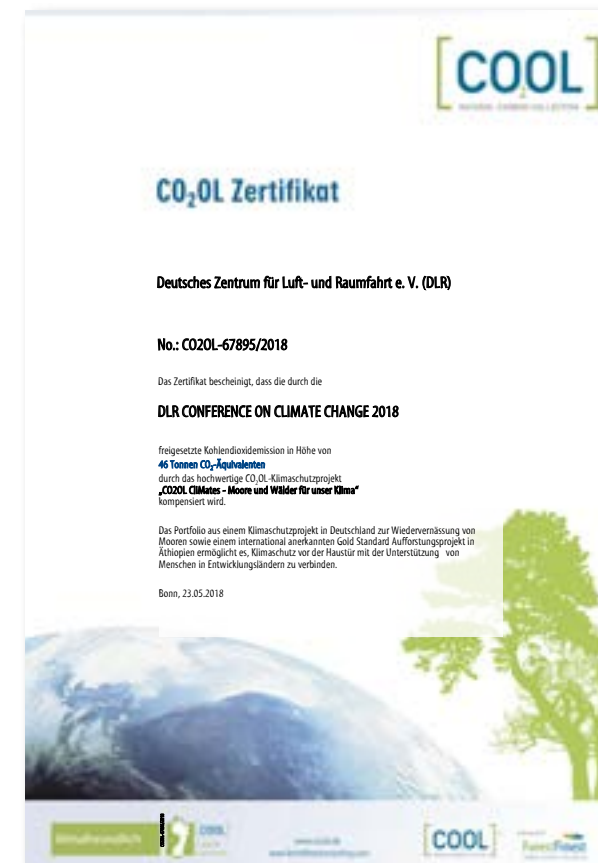 CO₂OL
CO₂OL Zertifikat
Deutsches Zentrum für Luft- und Raumfahrt e. V. (DLR)
No.: CO2OL-67895/2018
Das Zertifikat bescheinigt, dass die durch die
DLR CONFERENCE ON CLIMATE CHANGE 2018
freigesetzte Kohlendioxidemission in Höhe von
46 Tonnen CO₂-Äquivalenten
durch das hochwertige CO₂OL-Klimaschutzprojekt
„CO2OL CliMates – Moore und Wälder für unser Klima“
kompensiert wird.
Das Portfolio aus einem Klimaschutzprojekt in Deutschland zur Wiedervernässung von
Mooren sowie einem international anerkannten Gold Standard Aufforstungsprojekt in
Äthiopien ermöglicht es, Klimaschutz vor der Haustür mit der Unterstützung von
Menschen in Entwicklungsländern zu verbinden.
Bonn, 23.05.2018
CO₂OL
CO₂OL
ForestFinest